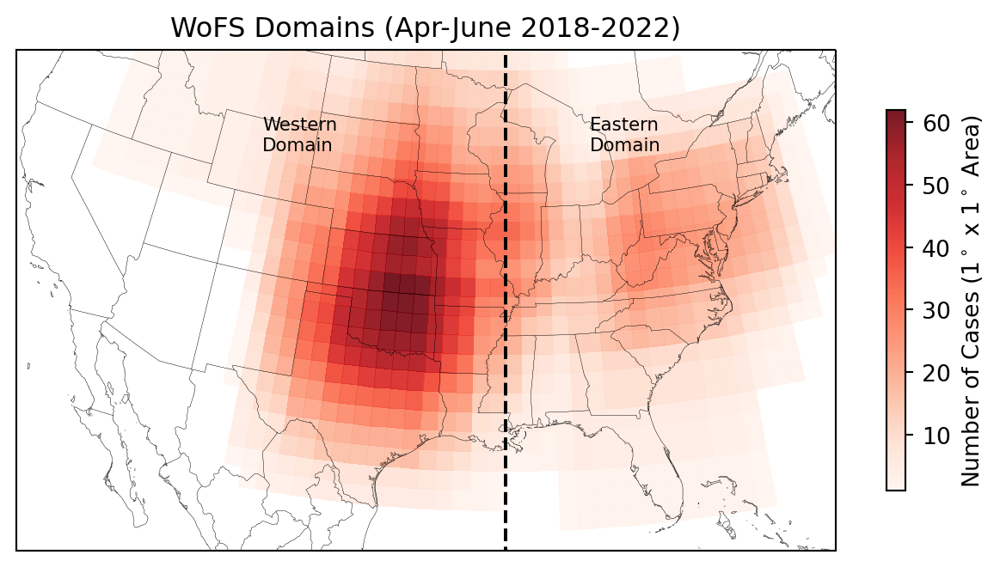 WoFS Domains (Apr-June 2018-2022)
Western
Domain
Eastern
Domain
60
50
40
30
20
10
Number of Cases (1° x 1° Area)